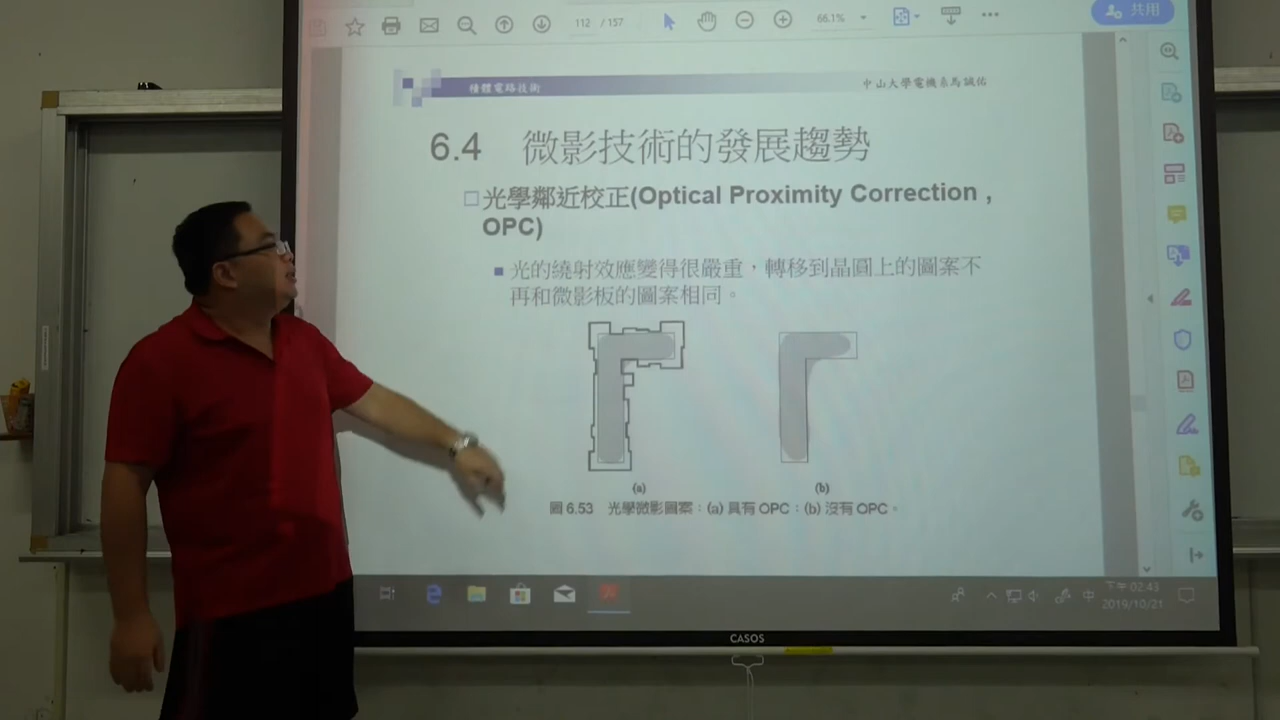 112 / 157
66.1%
共用
積體電路技術
中山大學電機系馬誠佑
6.4 微影技術的發展趨勢
光學鄰近校正(Optical Proximity Correction ,
OPC)
光的繞射效應變得很嚴重，轉移到晶圓上的圖案不
再和微影板的圖案相同。
(a)
(b)
圖 6.53 光學微影圖案：(a) 具有 OPC；(b) 沒有 OPC。
中
下午 02:43
2019/10/21
CASOS